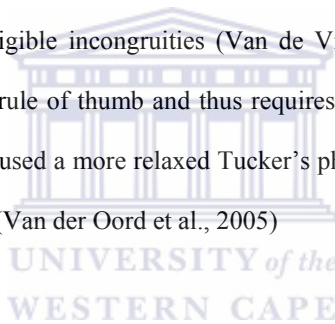 igible incongruities (Van de V
rule of thumb and thus requires
used a more relaxed Tucker's ph
(Van der Oord et al., 2005)
UNIVERSITY of the
WESTERN CAPE